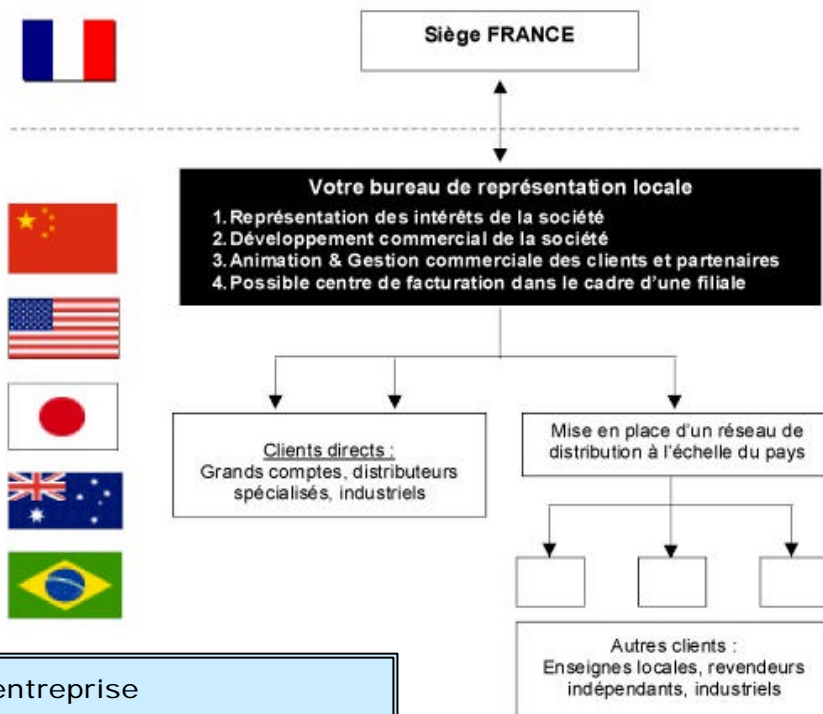 Siège FRANCE
Votre bureau de représentation locale
1. Représentation des intérêts de la société
2. Développement commercial de la société
3. Animation & Gestion commerciale des clients et partenaires
4. Possible centre de facturation dans le cadre d'une filiale
Clients directs :
Grands comptes, distributeurs
spécialisés, industriels
Mise en place d'un réseau de
distribution à l'échelle du pays
Autres clients :
Enseignes locales, revendeurs
indépendants, industriels
entreprise